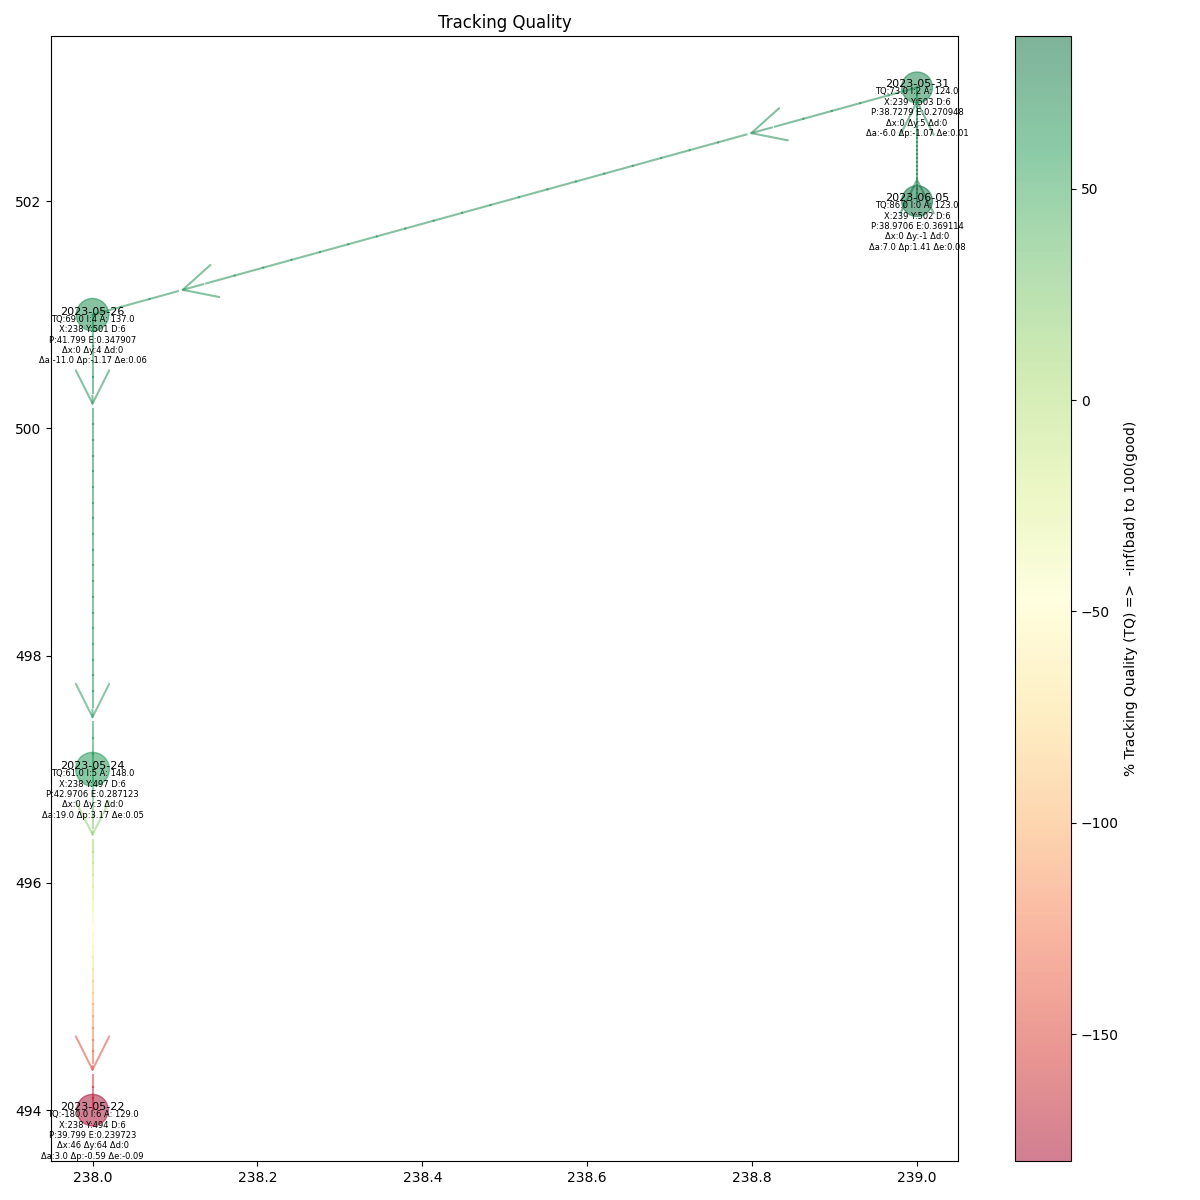 Tracking Quality
2023-05-31
TQ:73.0 I:2 A: 124.0
X:239 Y:503 D:6
P:38.7279 E:0.270948
Δx:0 Δy:5 Δd:0
Δa:-6.0 Δp:-1.07 Δe:0.01
2023-06-05
TQ:86.0 I:0 A: 123.0
X:239 Y:502 D:6
P:38.9706 E:0.369114
Δx:0 Δy:-1 Δd:0
Δa:7.0 Δp:1.41 Δe:0.08
2023-05-26
TQ:69.0 I:4 A: 137.0
X:238 Y:501 D:6
P:41.799 E:0.347907
Δx:0 Δy:4 Δd:0
Δa:-11.0 Δp:-1.17 Δe:0.06
2023-05-24
TQ:61.0 I:5 A: 148.0
X:238 Y:497 D:6
P:42.9706 E:0.287123
Δx:0 Δy:3 Δd:0
Δa:19.0 Δp:3.17 Δe:0.05
2023-05-22
TQ:-180.0 I:6 A: 129.0
X:238 Y:494 D:6
P:39.799 E:0.239723
Δx:46 Δy:64 Δd:0
Δa:3.0 Δp:-0.59 Δe:-0.09
502
500
498
496
494
238.0
238.2
238.4
238.6
238.8
239.0
50
0
−50
−100
−150
% Tracking Quality (TQ) => -inf(bad) to 100(good)